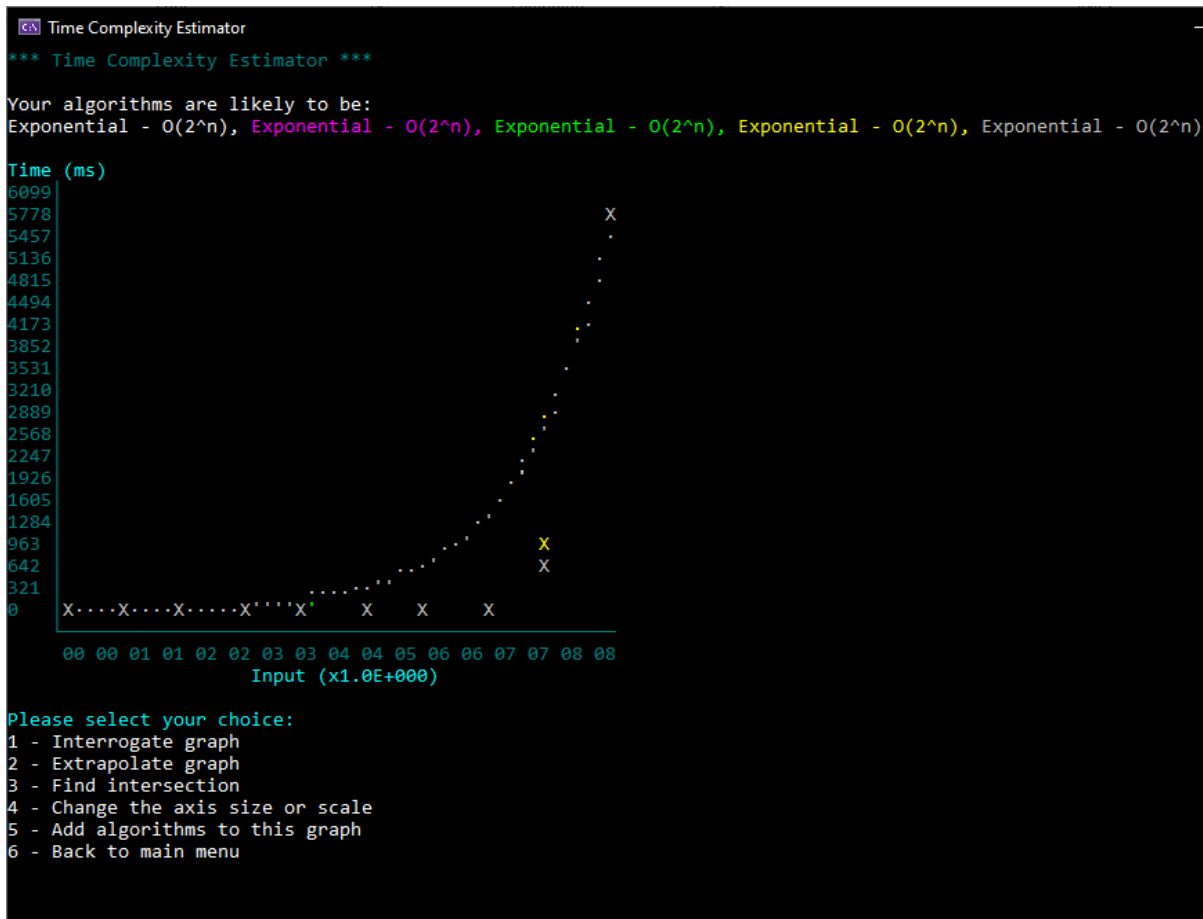 Time Complexity Estimator
*** Time Complexity Estimator ***
Your algorithms are likely to be:
Exponential - O(2^n), Exponential - O(2^n), Exponential - O(2^n), Exponential - O(2^n), Exponential - O(2^n)
Time (ms)
6099
5778 X
5457
5136
4815
4494
4173
3852
3531
3210
2889
2568
2247
1926
1605
1284
963 X
642 X
321
0 X....X....X.....X''''X' X X X
00 00 01 01 02 02 03 03 04 04 05 06 06 07 07 08 08
Input (x1.0E+000)
Please select your choice:
1 - Interrogate graph
2 - Extrapolate graph
3 - Find intersection
4 - Change the axis size or scale
5 - Add algorithms to this graph
6 - Back to main menu